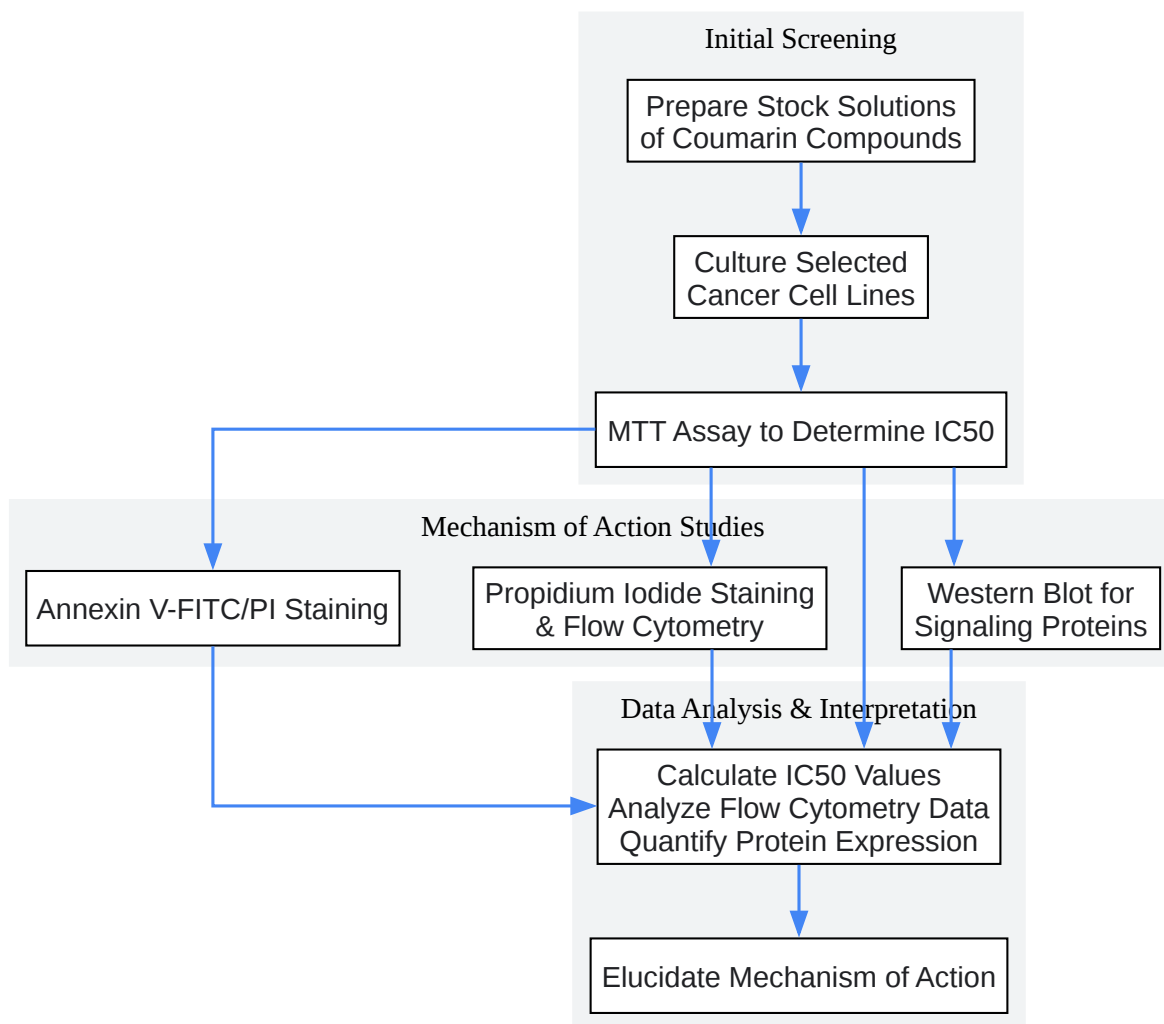 Initial Screening
Prepare Stock Solutions
of Coumarin Compounds
Culture Selected
Cancer Cell Lines
MTT Assay to Determine IC50
Mechanism of Action Studies
Annexin V-FITC/PI Staining
Propidium Iodide Staining
& Flow Cytometry
Western Blot for
Signaling Proteins
Data Analysis & Interpretation
Calculate IC50 Values
Analyze Flow Cytometry Data
Quantify Protein Expression
Elucidate Mechanism of Action